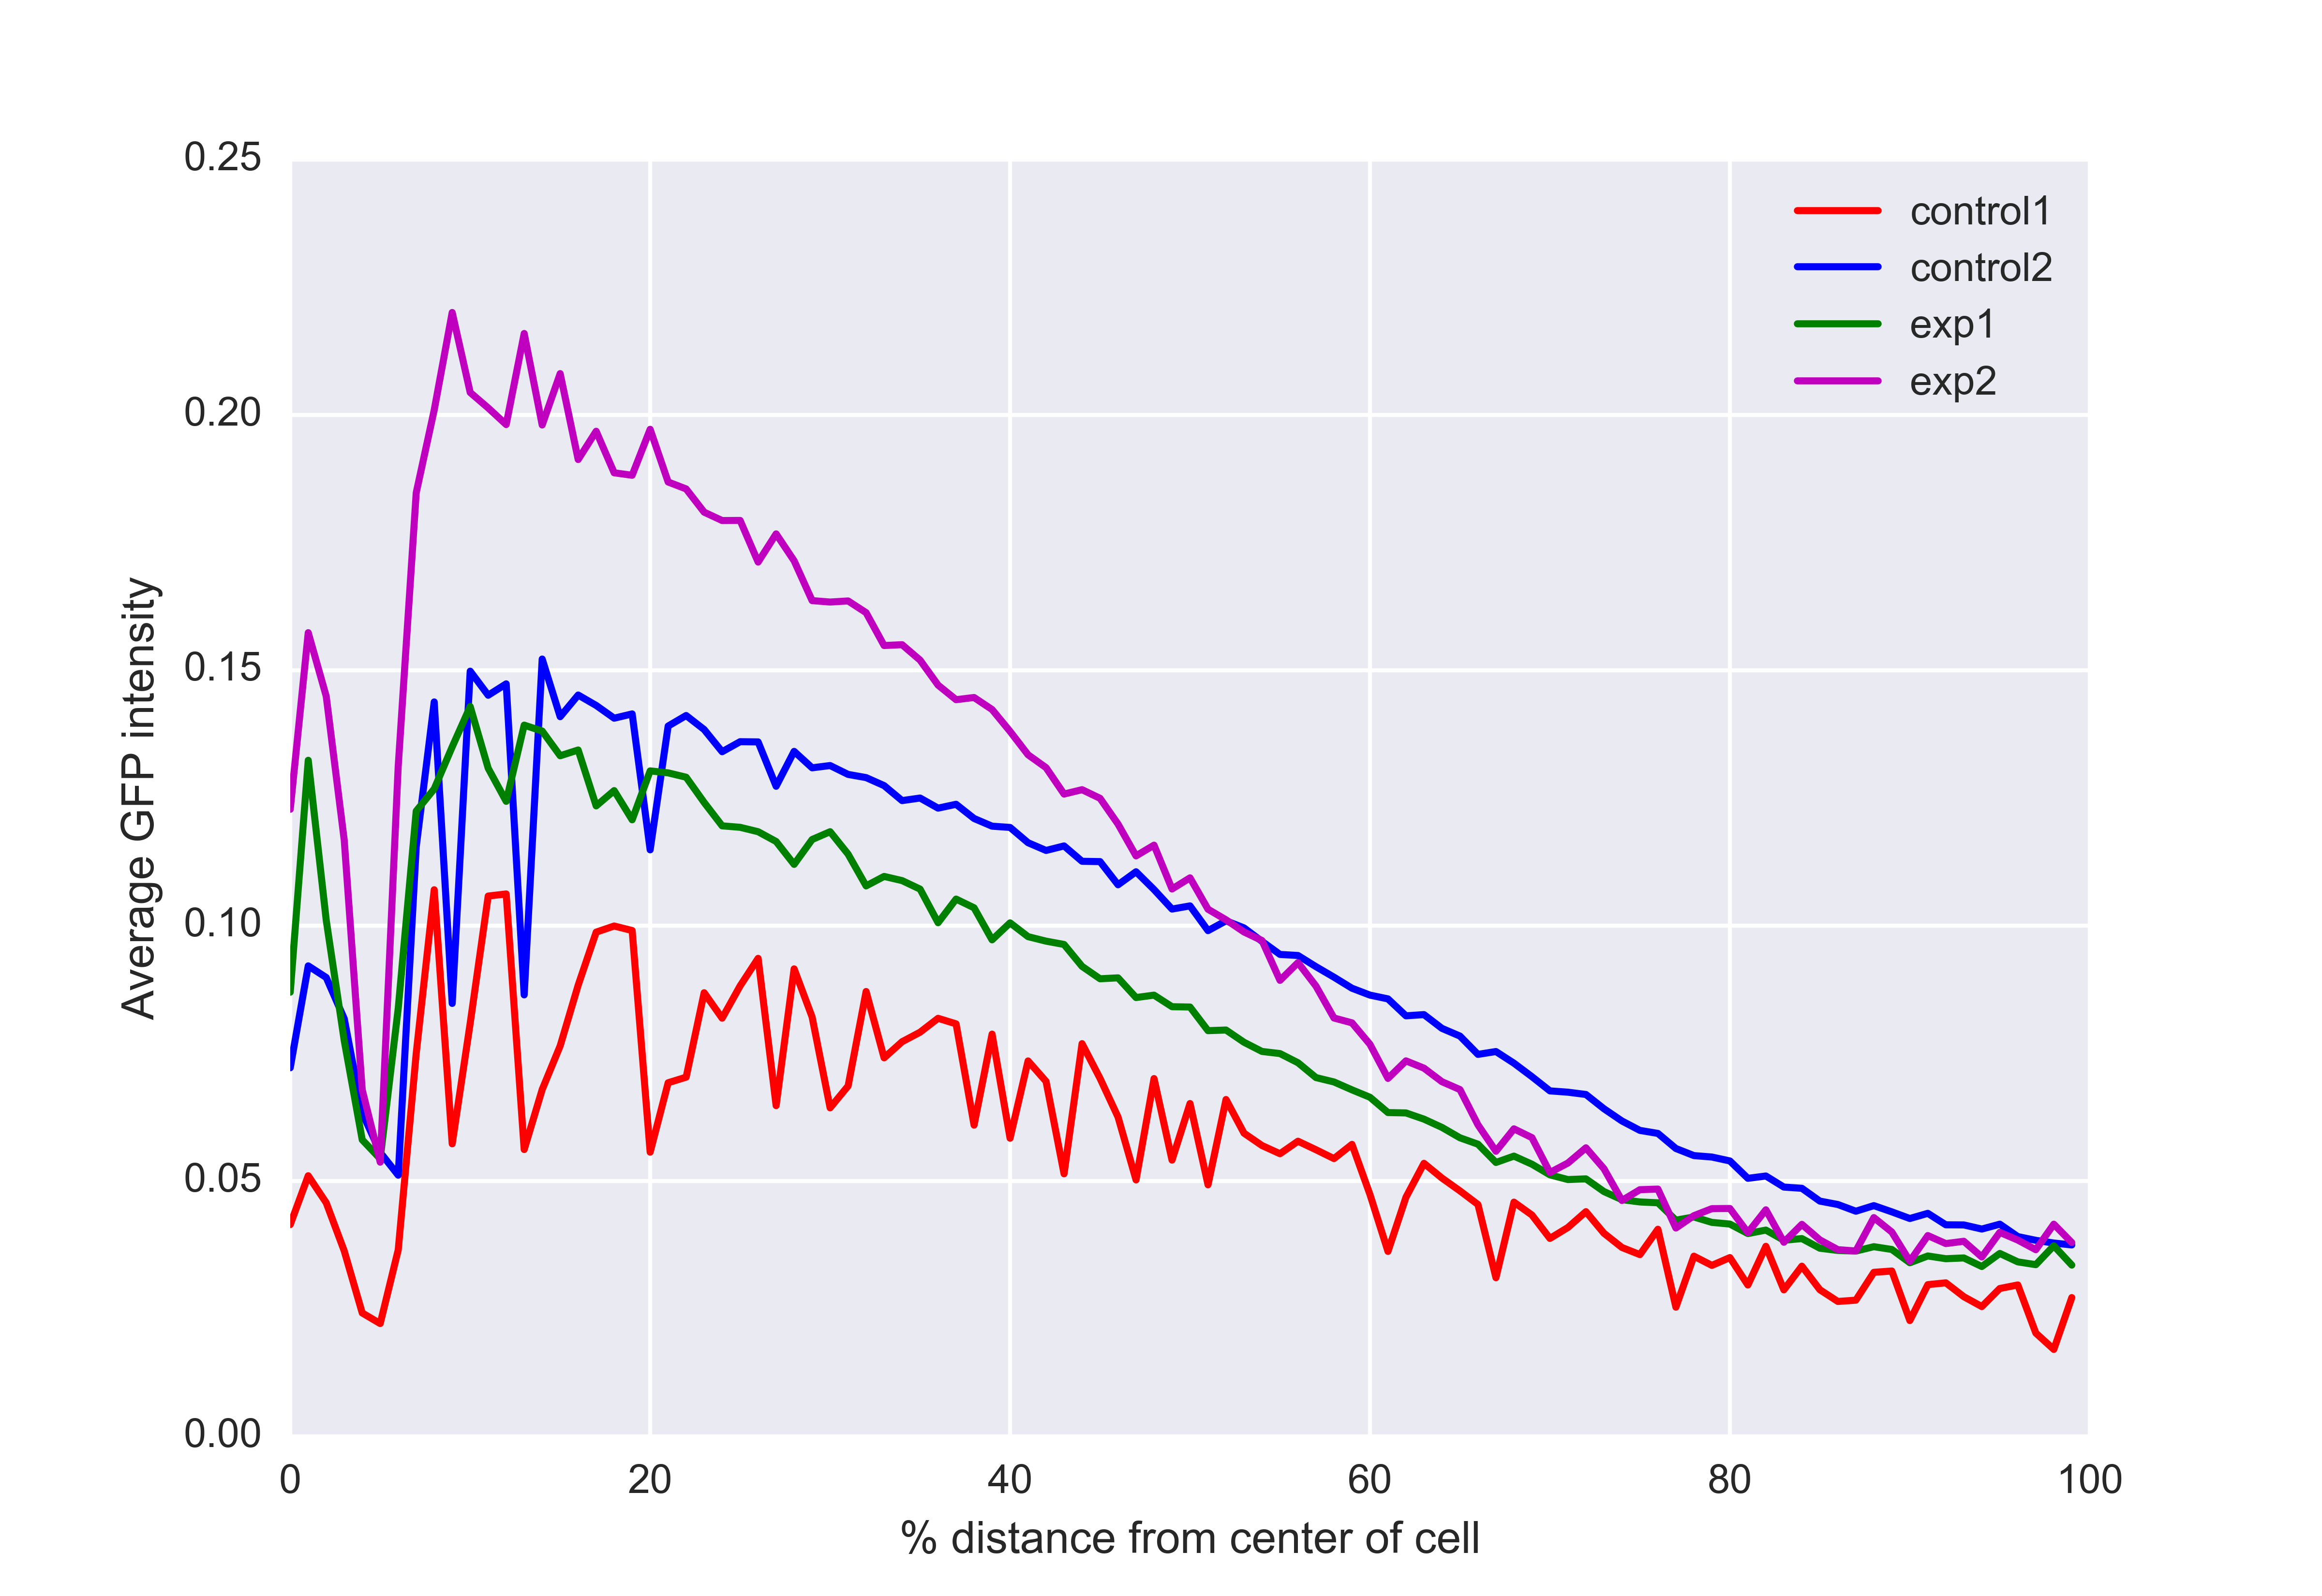 0.25
0.20
0.15
0.10
0.05
0.00
0
20
40
60
80
100
Average GFP intensity
% distance from center of cell
control1
control2
exp1
exp2